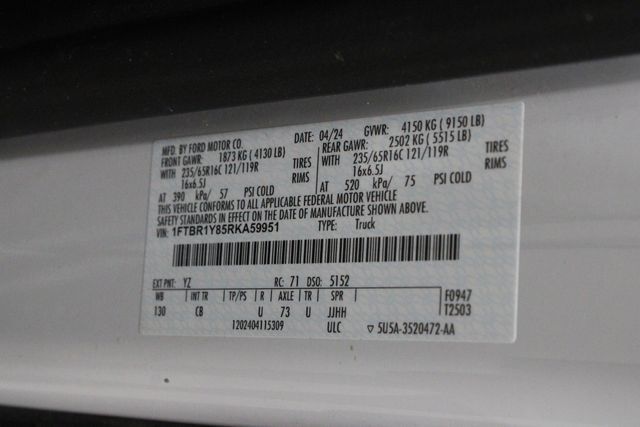 MFD. BY FORD MOTOR CO. DATE: 04/24 GVWR: 4150 KG ( 9150 LB)
FRONT GAWR: 1873 KG ( 4130 LB) REAR GAWR: 2502 KG ( 5515 LB)
WITH 235/65R16C 121/119R TIRES WITH 235/65R16C 121/119R TIRES
16x6.5J RIMS 16x6.5J RIMS
AT 390 kPa/ 57 PSI COLD AT 520 kPa/ 75 PSI COLD
THIS VEHICLE CONFORMS TO ALL APPLICABLE FEDERAL MOTOR VEHICLE
SAFETY STANDARDS IN EFFECT ON THE DATE OF MANUFACTURE SHOWN ABOVE.
VIN: 1FTBR1Y85RKA59951 TYPE: Truck
EXT PNT: YZ RC: 71 DSO: 5152
WB INT TR TP/PS R AXLE TR SPR F0947
130 CB U 73 U JJHH T2503
1202404115309 ULC ▽ 5U5A-3520472-AA